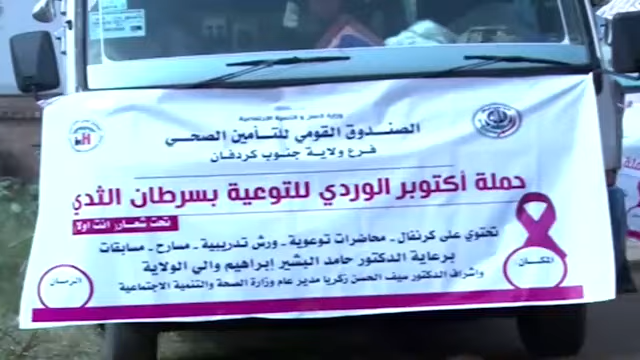 الصندوق القومي للتأمين الصحي
فرع ولاية جنوب كردفان
حملة أكتوبر الوردي للتوعية بسرطان الثدي
تحت شعار انت اولا
تحتوي على كرنفال - محاضرات توعوية - ورش تدريبية - مسارح - مسابقات
برعاية الدكتور حامد البشير إبراهيم والي الولاية
واشراف الدكتور سيف الحسن زكريا مدير عام وزارة الصحة والتنمية الاجتماعية
المكان
الزمان